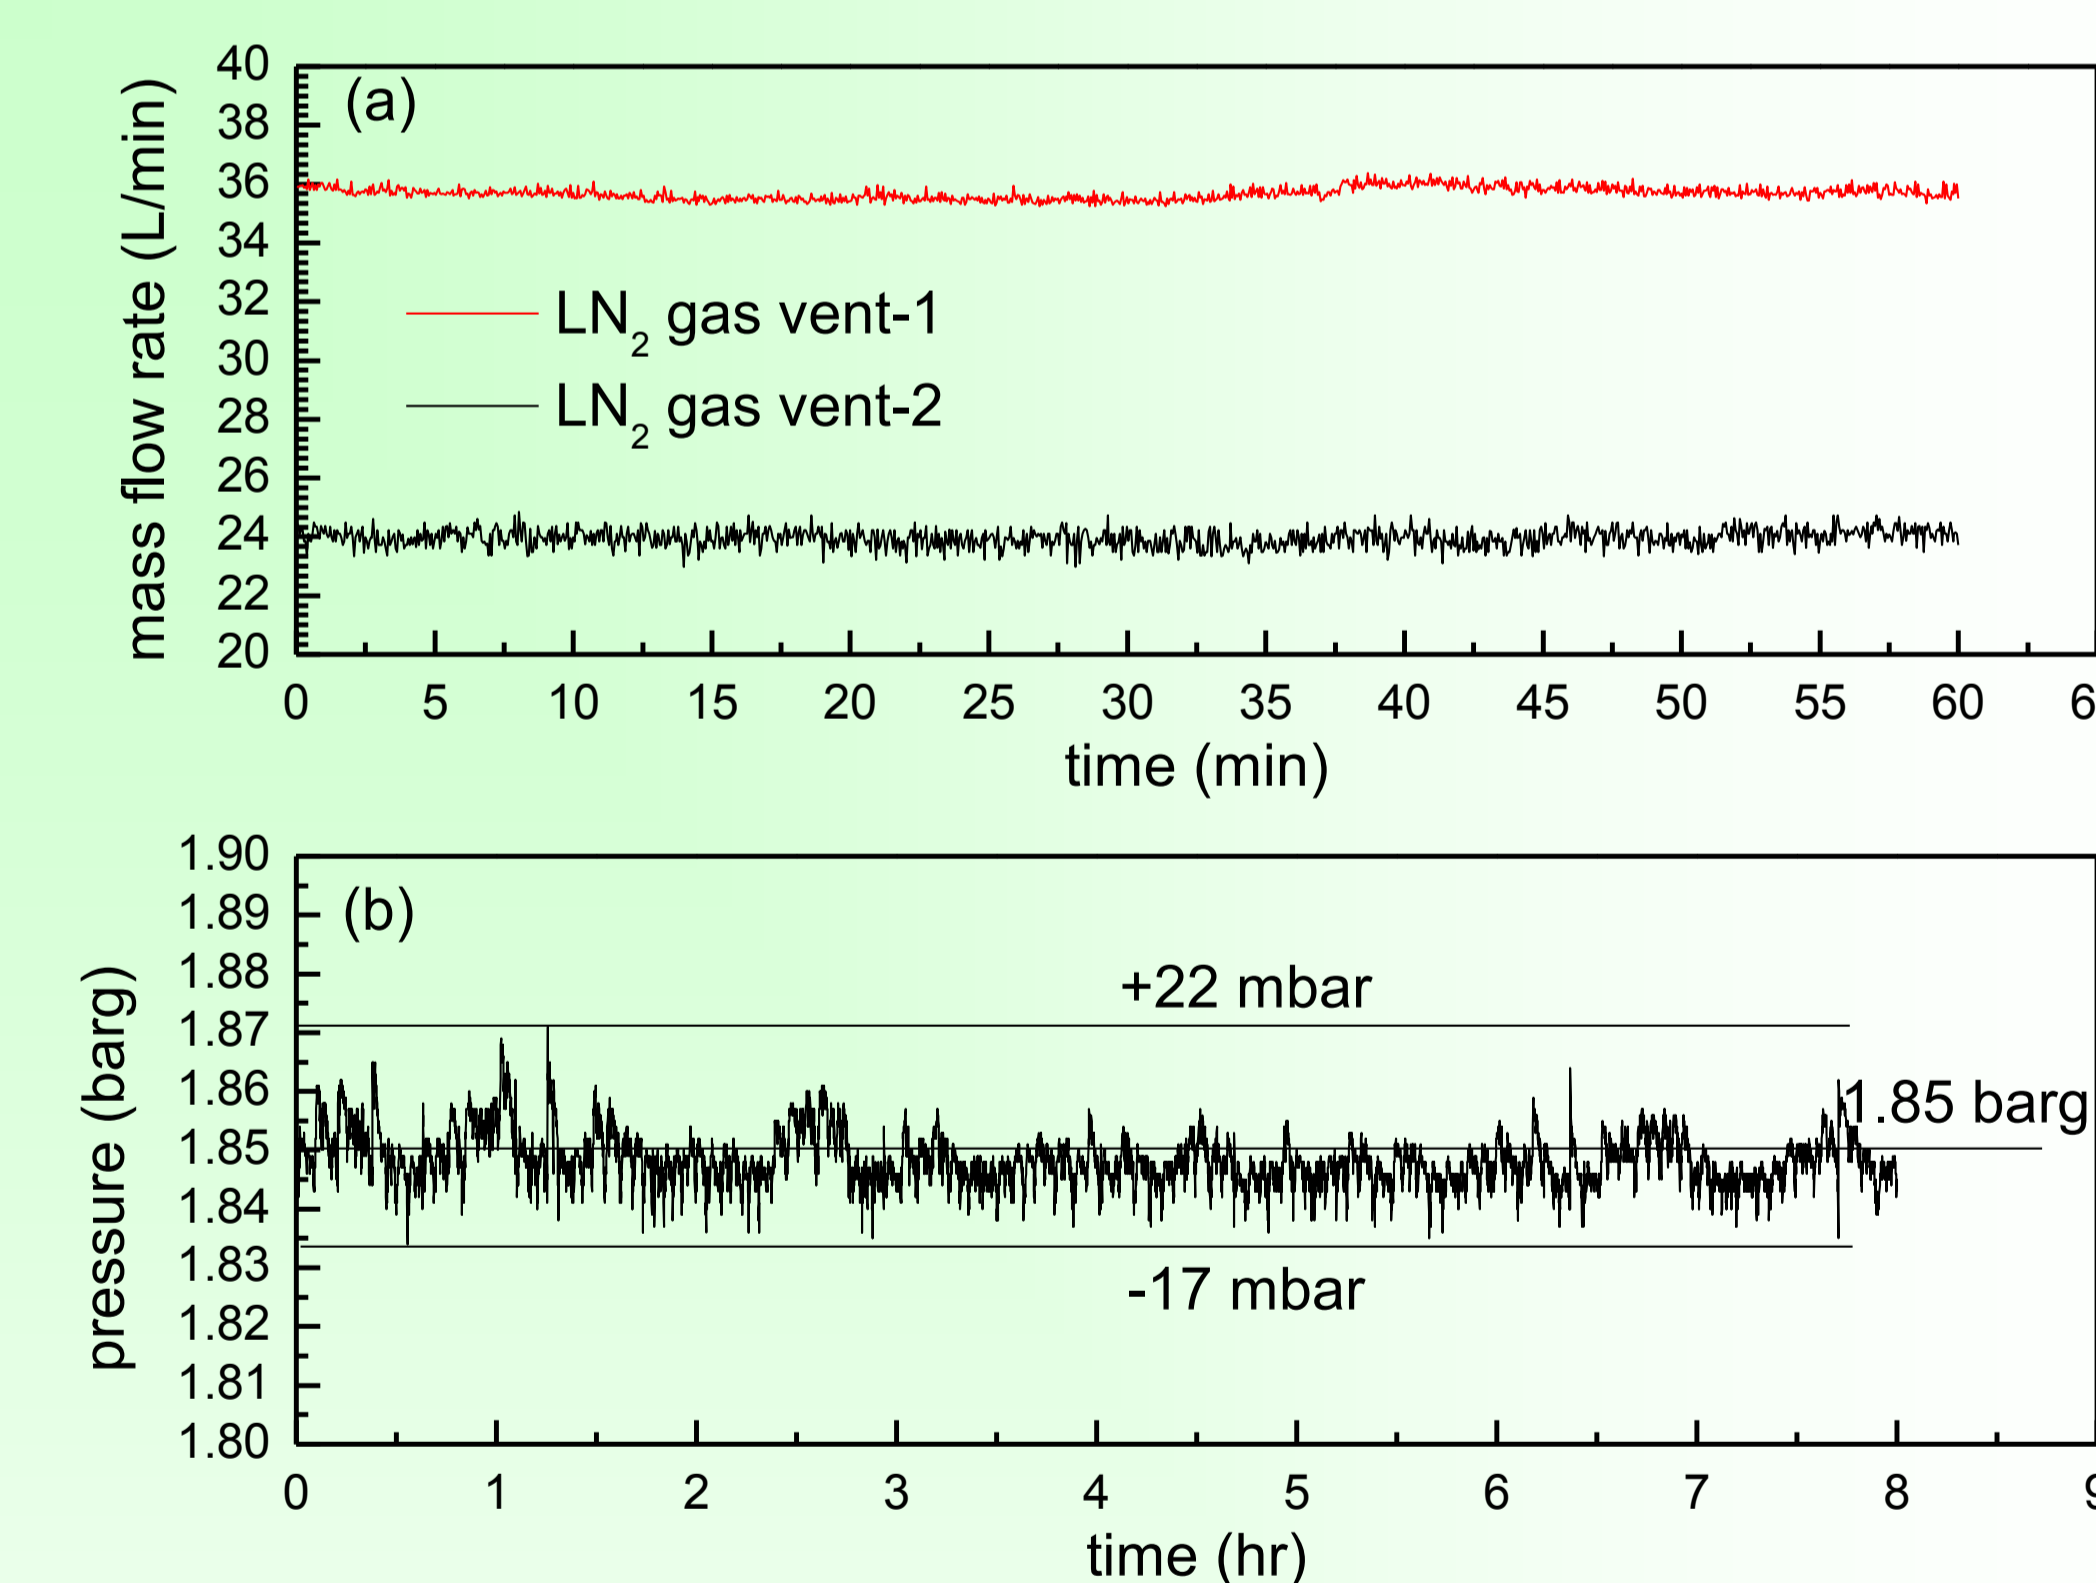 40
38
36
34
32
30
28
26
24
22
20
mass flow rate (L/min)
(a)
LN2 gas vent-1
LN2 gas vent-2
0 5 10 15 20 25 30 35 40 45 50 55 60 6
time (min)
1.90
1.89
1.88
1.87
1.86
1.85
1.84
1.83
1.82
1.81
1.80
pressure (barg)
(b)
+22 mbar
1.85 barg
-17 mbar
0 1 2 3 4 5 6 7 8 9
time (hr)